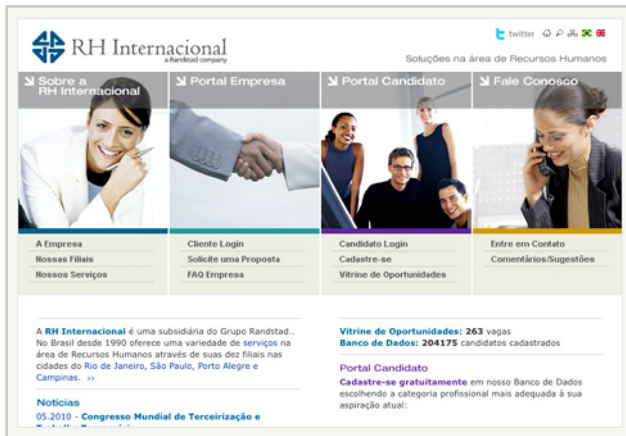 RH Internacional
a Randstad company
twitter
Soluções na área de Recursos Humanos
Sobre a
RH Internacional
Portal Empresa
Portal Candidato
Fale Conosco
A Empresa
Nossas Filiais
Nossos Serviços
Cliente Login
Solicite uma Proposta
FAQ Empresa
Candidato Login
Cadastre-se
Vitrine de Oportunidades
Entre em Contato
Comentários/Sugestões
A RH Internacional é uma subsidiária do Grupo Randstad..
No Brasil desde 1990 oferece uma variedade de serviços na
área de Recursos Humanos através de suas dez filiais nas
cidades do Rio de Janeiro, São Paulo, Porto Alegre e
Campinas. >>
Notícias
05.2010 - Congresso Mundial de Terceirização e
Vitrine de Oportunidades: 263 vagas
Banco de Dados: 204175 candidatos cadastrados
Portal Candidato
Cadastre-se gratuitamente em nosso Banco de Dados
escolhendo a categoria profissional mais adequada à sua
aspiração atual: